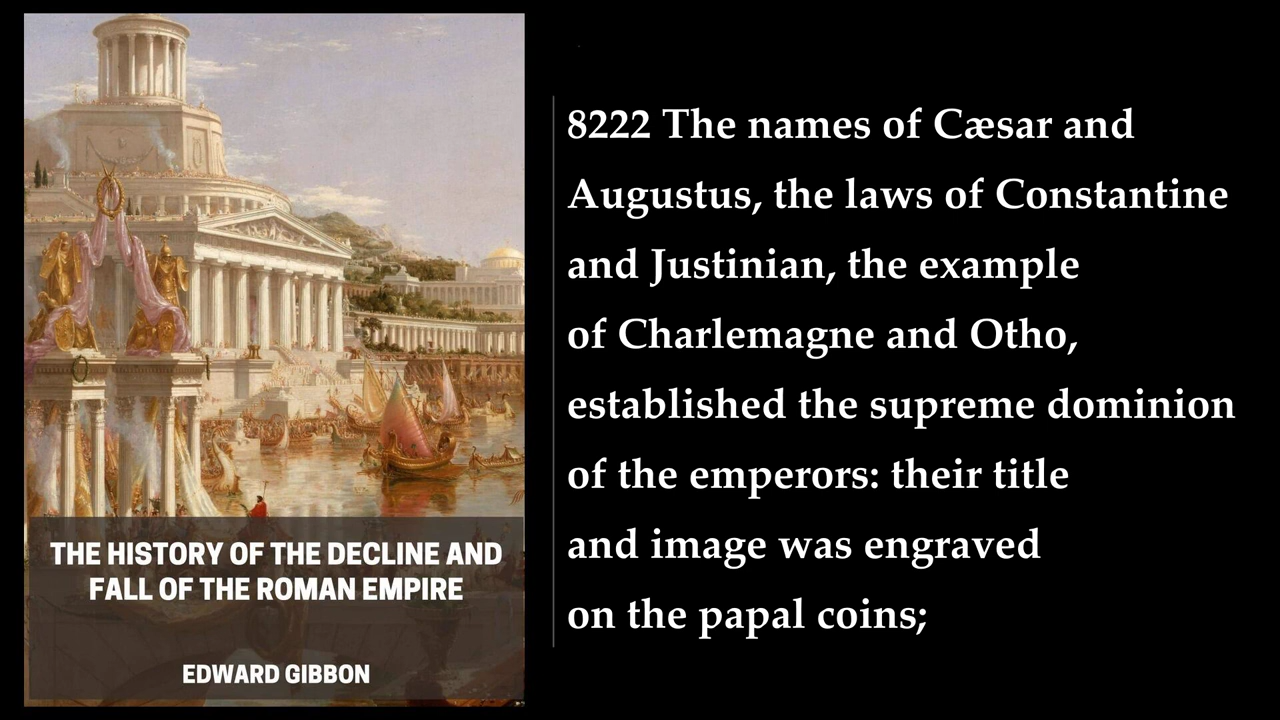 THE HISTORY OF THE DECLINE AND
FALL OF THE ROMAN EMPIRE
EDWARD GIBBON
8222 The names of Cæsar and
Augustus, the laws of Constantine
and Justinian, the example
of Charlemagne and Otho,
established the supreme dominion
of the emperors: their title
and image was engraved
on the papal coins;